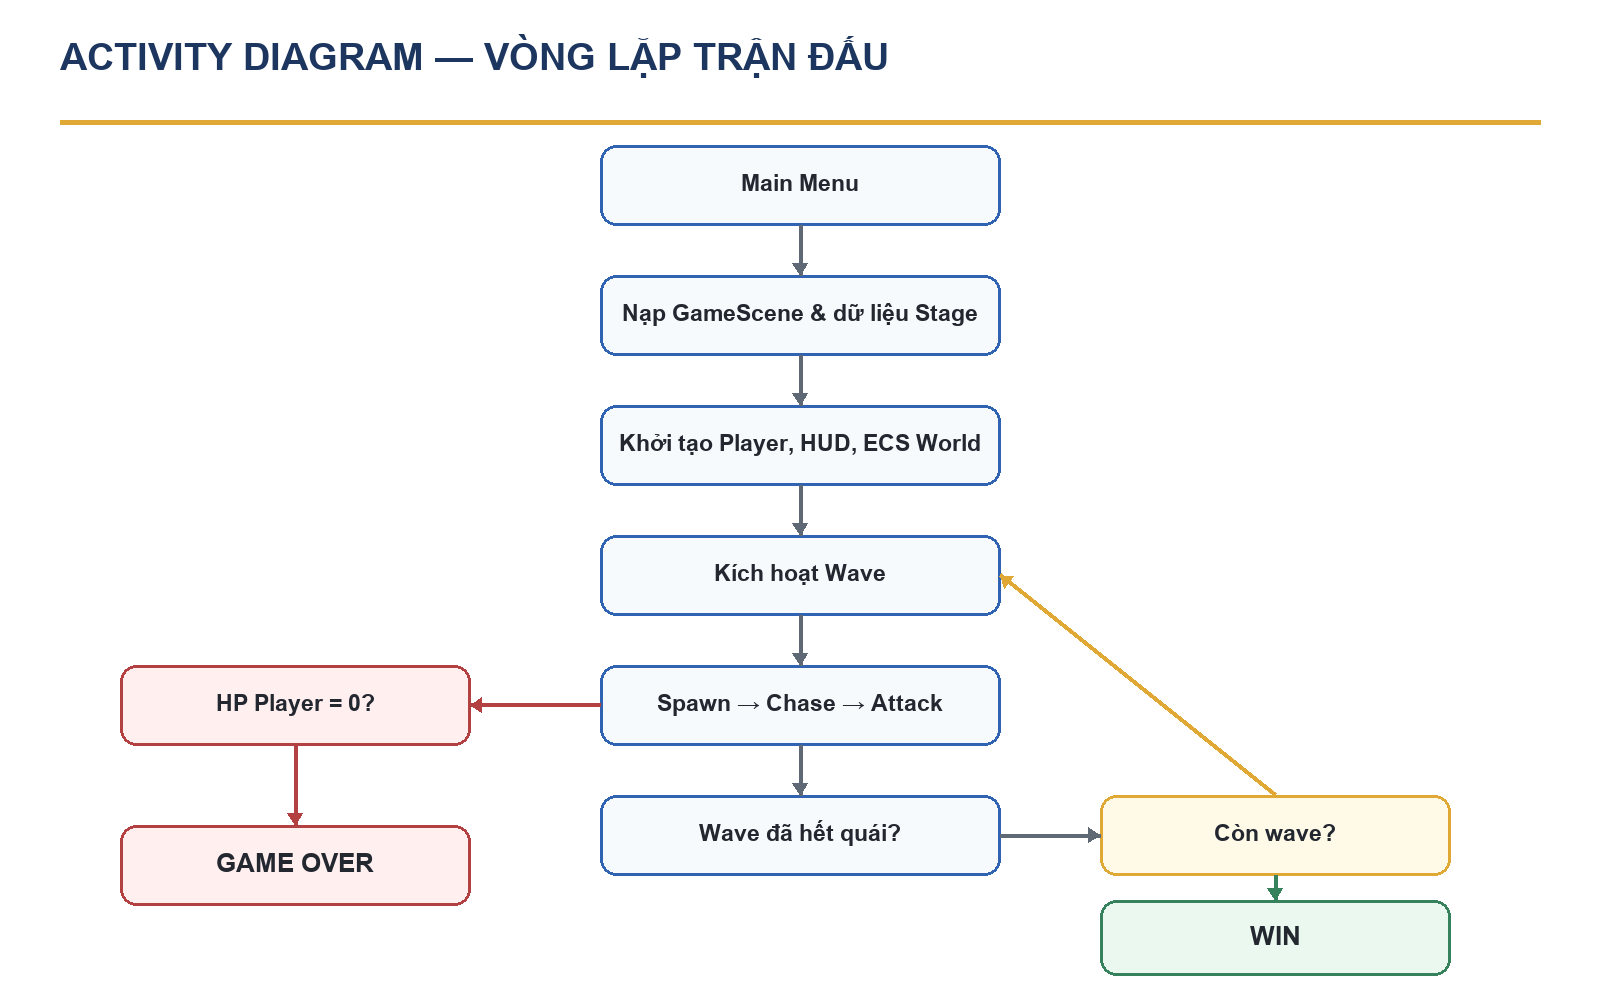 ACTIVITY DIAGRAM — VÒNG LẶP TRẬN ĐẤU
Main Menu
Nạp GameScene & dữ liệu Stage
Khởi tạo Player, HUD, ECS World
Kích hoạt Wave
HP Player = 0?
Spawn → Chase → Attack
Wave đã hết quái?
Còn wave?
GAME OVER
WIN